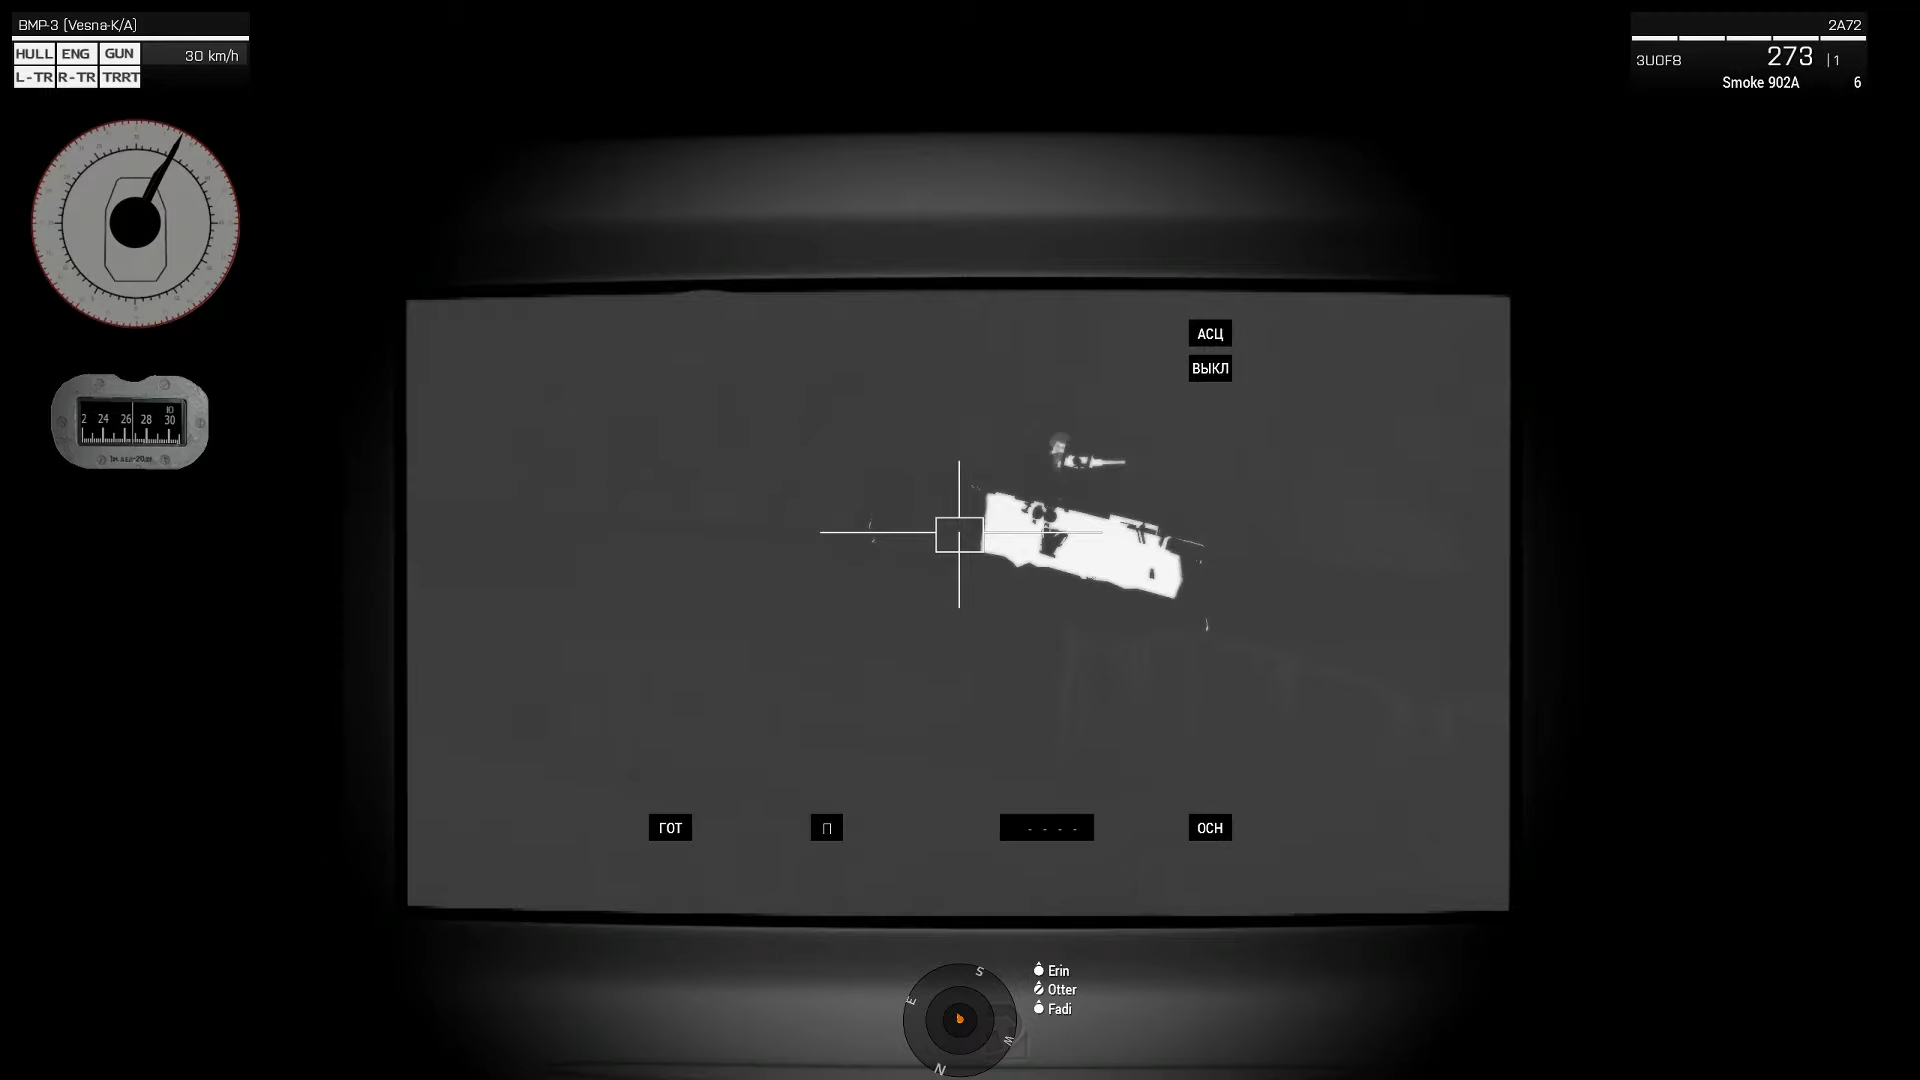 BMP-3 (Vesna-K/A)
HULL ENG GUN 30 km/h
L-TR R-TR TRRT
2A72
3UOF8 273 |1
Smoke 902A 6
АСЦ
ВЫКЛ
Ю
2 24 26 28 30
ГОТ П - - - - ОСН
S
E
W
N
Erin
Otter
Fadi